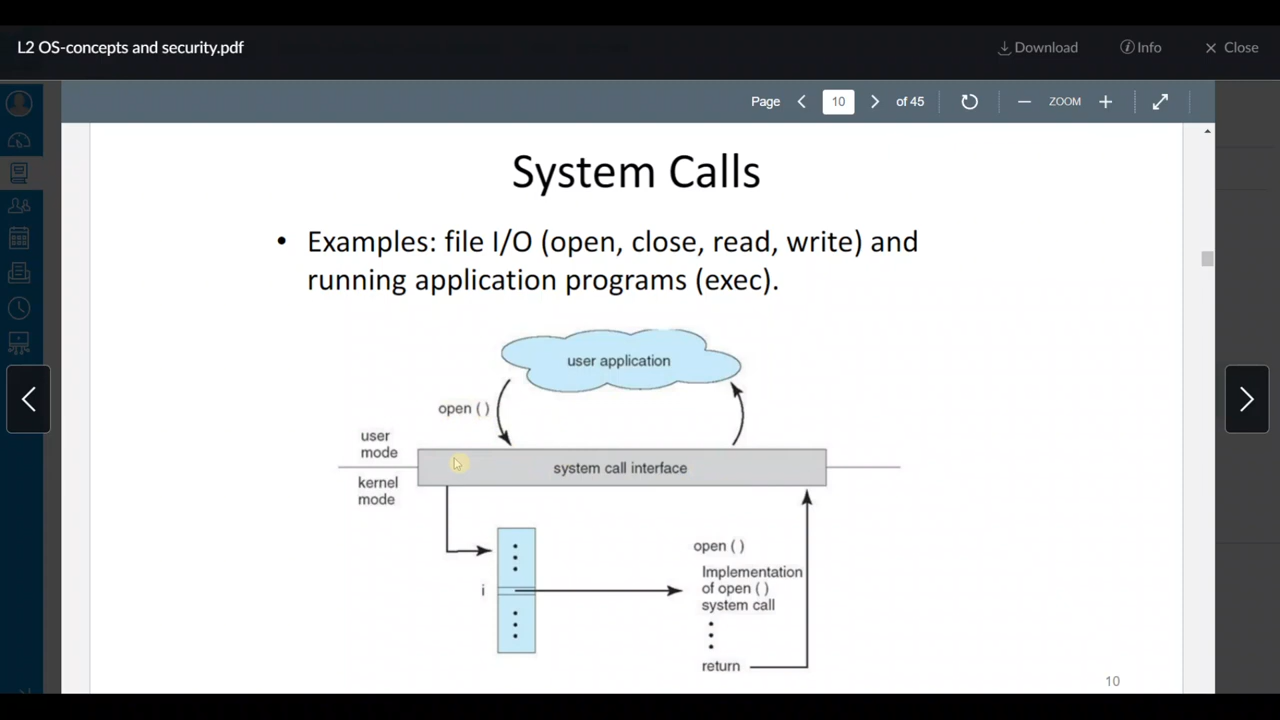 L2 OS-concepts and security.pdf
Download
Info
Close
Page
10
of 45
ZOOM
System Calls
• Examples: file I/O (open, close, read, write) and
running application programs (exec).
user application
open ( )
user
mode
system call interface
kernel
mode
i
open ( )
Implementation
of open ( )
system call
return
10